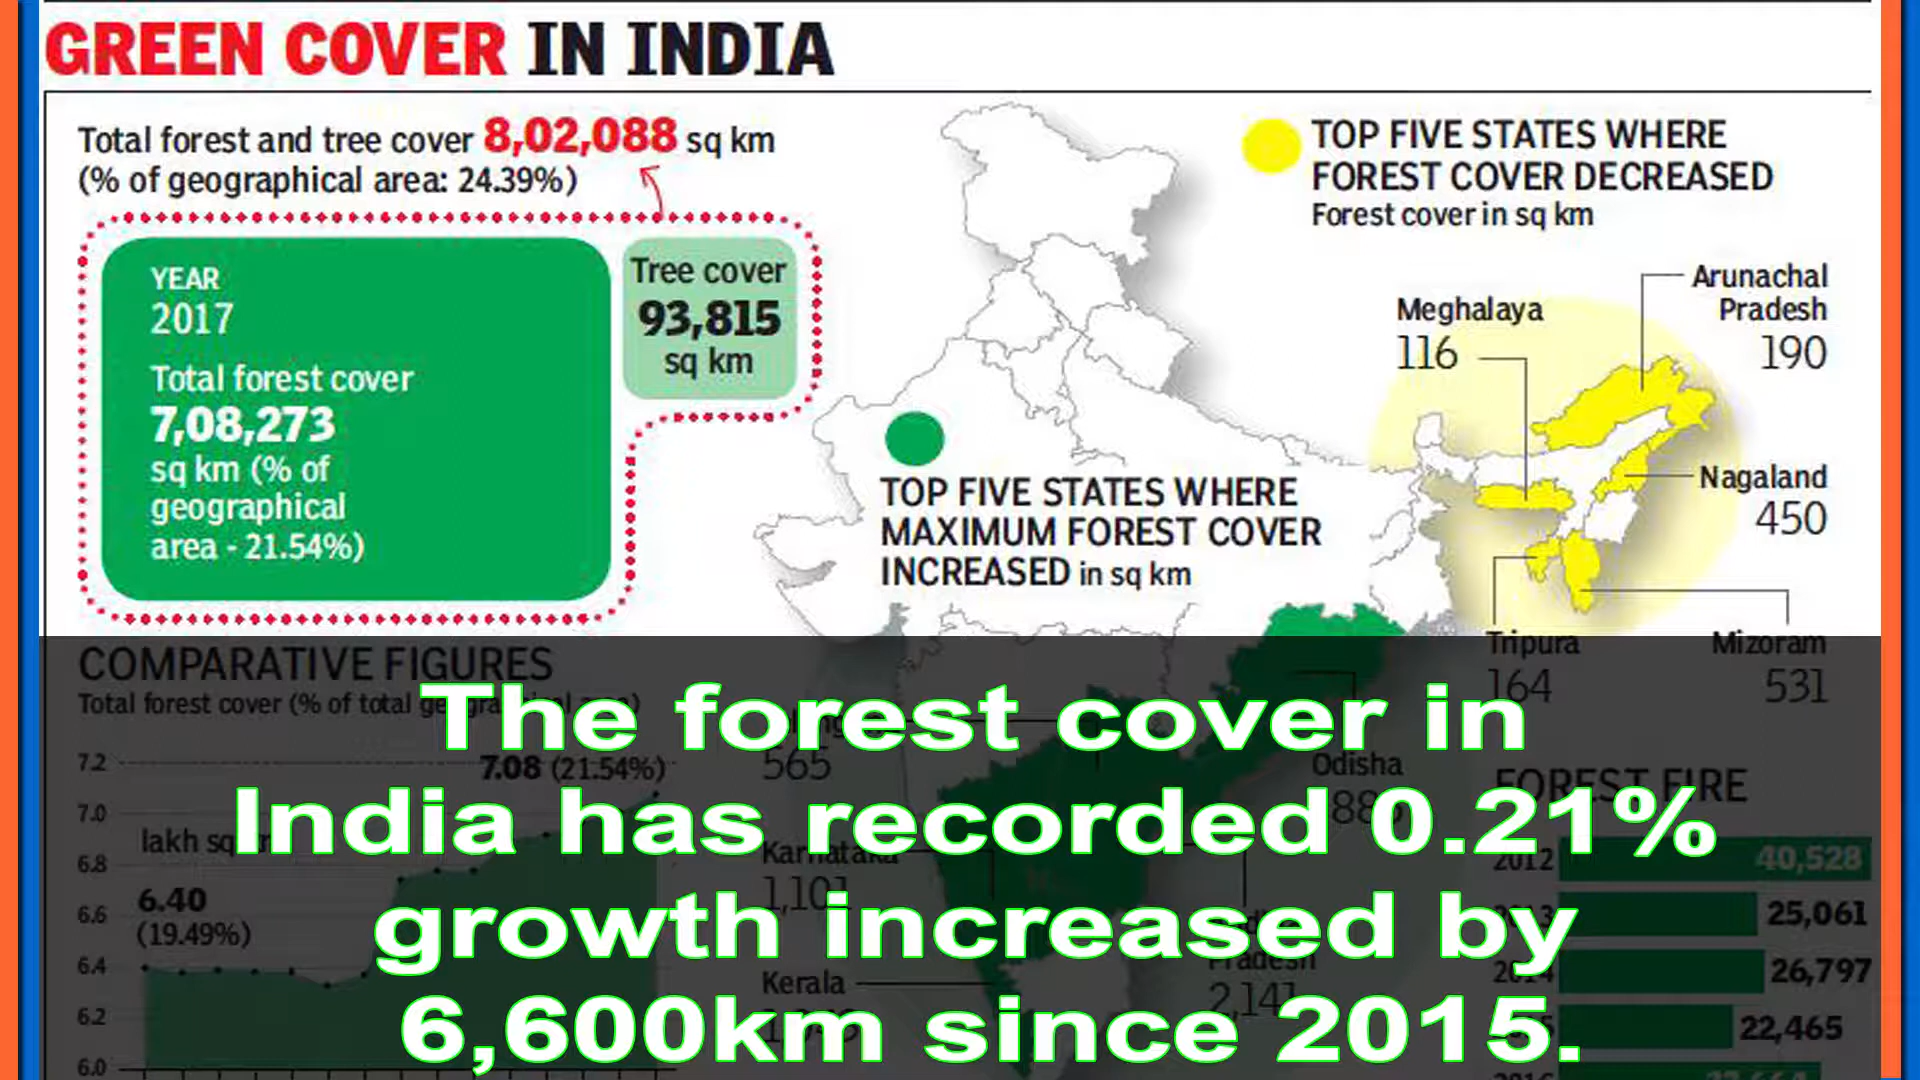 GREEN COVER IN INDIA
Total forest and tree cover 8,02,088 sq km
(% of geographical area: 24.39%)
YEAR
2017
Total forest cover
7,08,273
sq km (% of
geographical
area - 21.54%)
Tree cover
93,815
sq km
TOP FIVE STATES WHERE
FOREST COVER DECREASED
Forest cover in sq km
Meghalaya
116
Arunachal
Pradesh
190
Nagaland
450
Tripura
164
Mizoram
531
TOP FIVE STATES WHERE
MAXIMUM FOREST COVER
INCREASED in sq km
COMPARATIVE FIGURES
Total forest cover (% of total
7.2
7.08 (21.54%)
7.0
lakh sq
6.8
6.40
(19.49%)
6.6
6.4
6.2
6.0
565
Karnataka
1,101
Kerala
Odisha
Pradesh
2,141
FOREST FIRE
2012
40,528
25,061
2014
26,797
22,465
2016
The forest cover in
India has recorded 0.21%
growth increased by
6,600km since 2015.